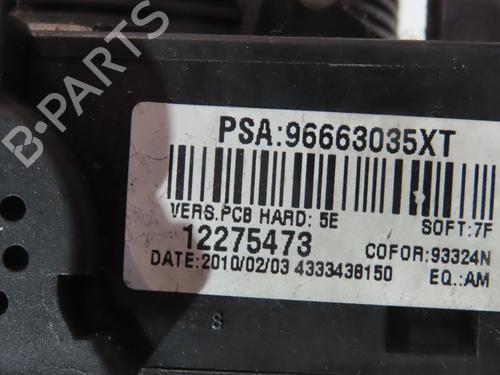 PSA:96663035XT
VERS.PCB HARD: 5E SOFT:7F
12275473 COFOR:93324N
DATE:2010/02/03 4333438150 EQ.:AM
8
B-PARTS